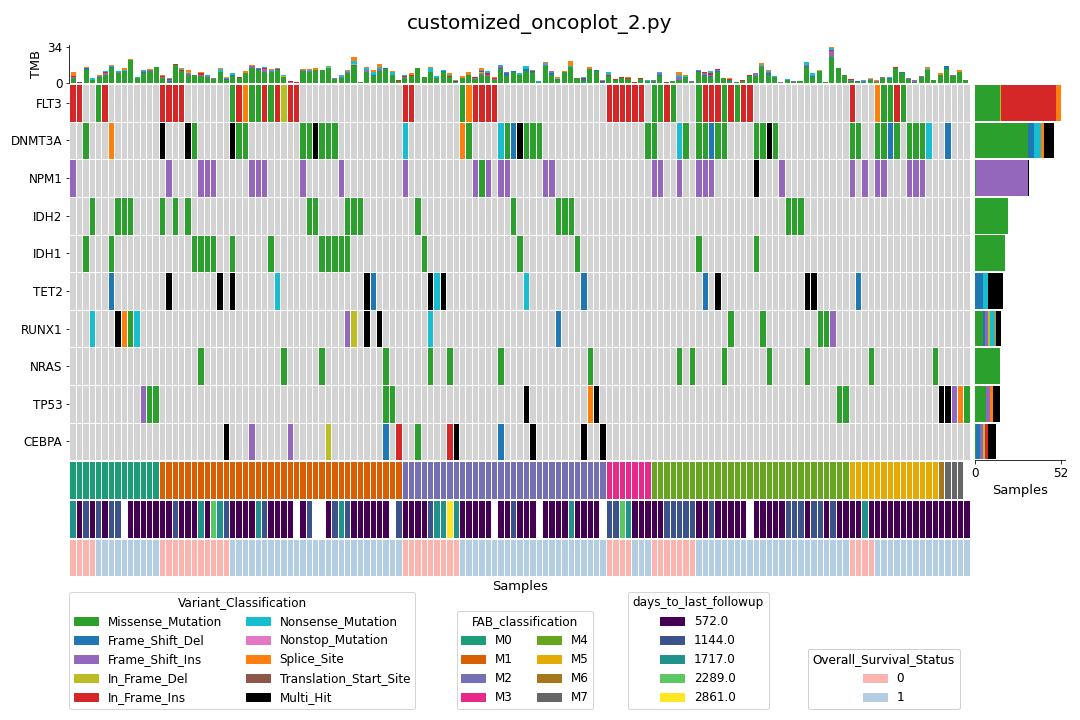 customized_oncoplot_2.py
34
TMB
0
FLT3
DNMT3A
NPM1
IDH2
IDH1
TET2
RUNX1
NRAS
TP53
CEBPA
0 52
Samples
Samples
Variant_Classification
Missense_Mutation Nonsense_Mutation
Frame_Shift_Del Nonstop_Mutation
Frame_Shift_Ins Splice_Site
In_Frame_Del Translation_Start_Site
In_Frame_Ins Multi_Hit
FAB_classification
M0 M4
M1 M5
M2 M6
M3 M7
days_to_last_followup
572.0
1144.0
1717.0
2289.0
2861.0
Overall_Survival_Status
0
1